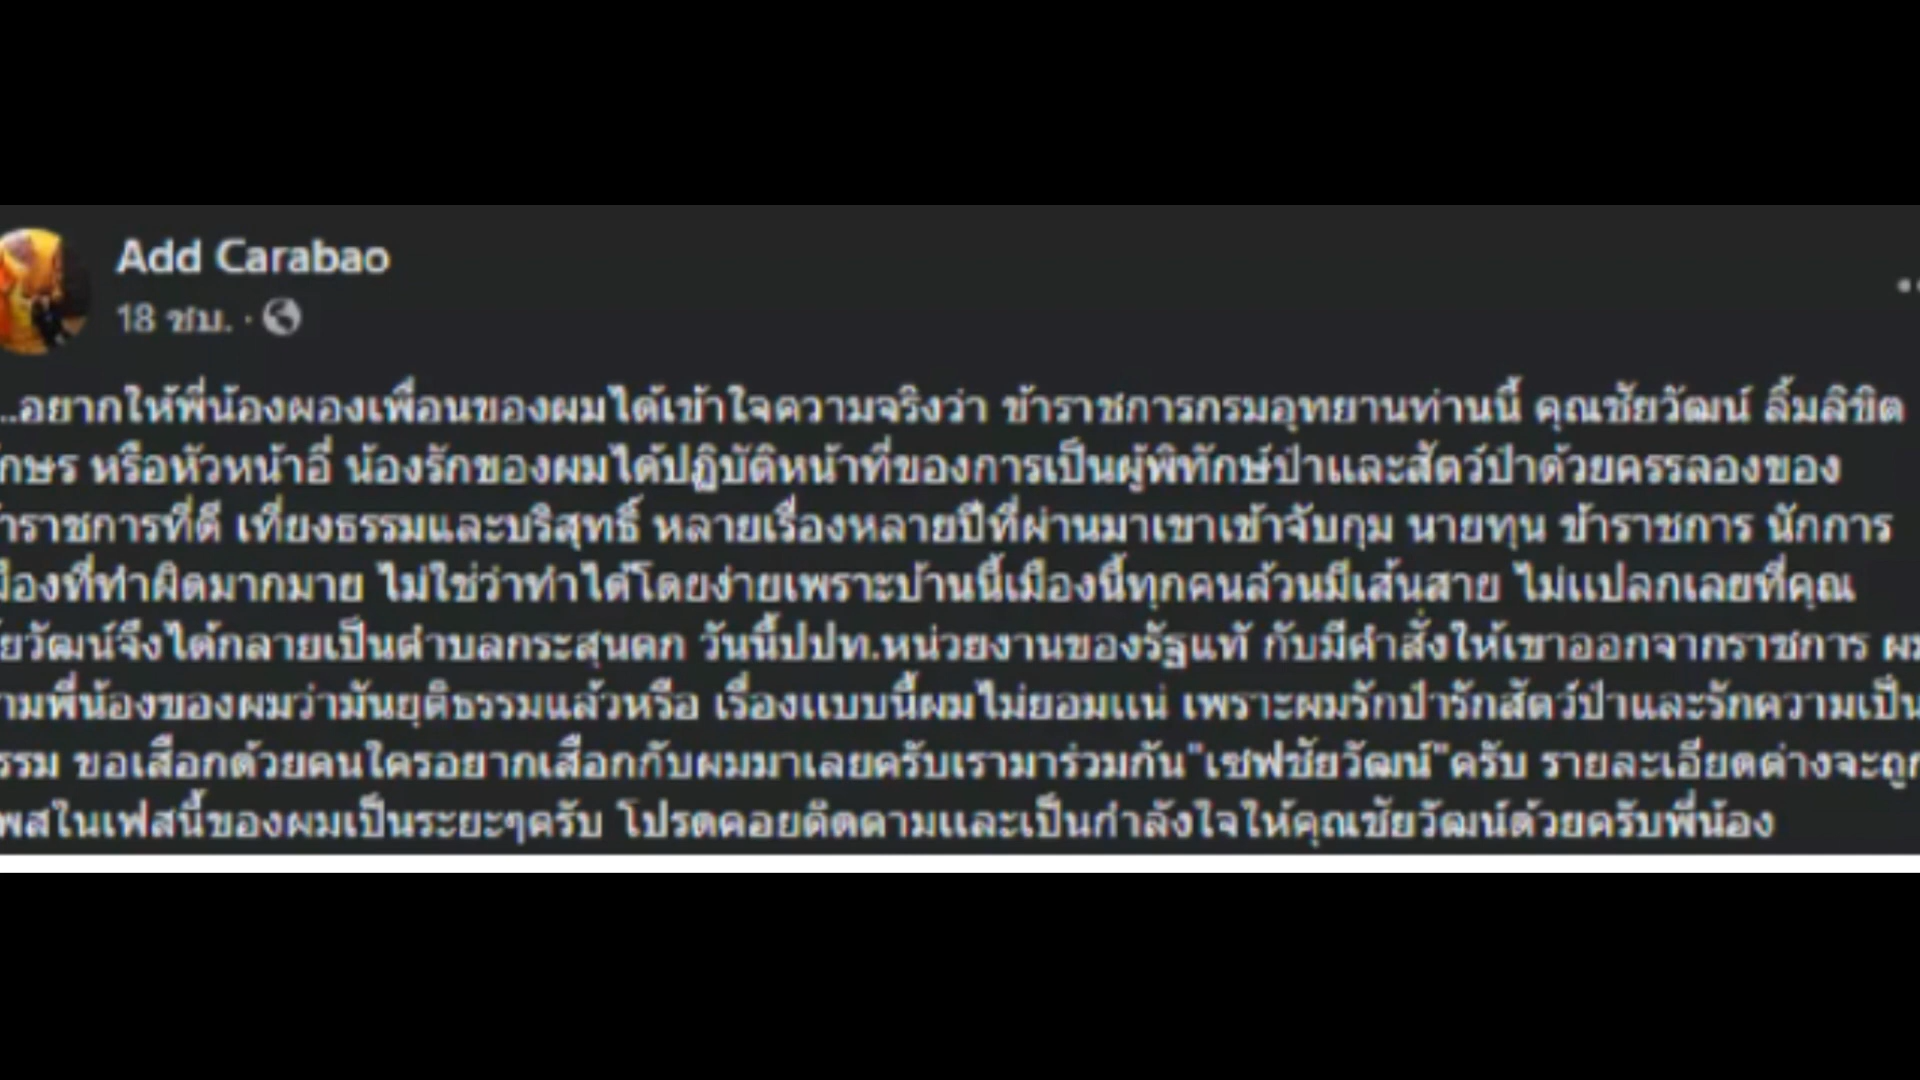 Add Carabao
18 ชม.
...อยากให้พี่น้องผองเพื่อนของผมได้เข้าใจความจริงว่า ข้าราชการกรมอุทยานท่านนี้ คุณชัยวัฒน์ ลิ้มลิขิต
กษร หรือหัวหน้าอี่ น้องรักของผมได้ปฏิบัติหน้าที่ของการเป็นผู้พิทักษ์ป่าและสัตว์ป่าด้วยครรลองของ
าราชการที่ดี เที่ยงธรรมและบริสุทธิ์ หลายเรื่องหลายปีที่ผ่านมาเขาเข้าจับกุม นายทุน ข้าราชการ นักการ
มืองที่ทำผิดมากมาย ไม่ใช่ว่าทำได้โดยง่ายเพราะบ้านนี้เมืองนี้ทุกคนล้วนมีเส้นสาย ไม่แปลกเลยที่คุณ
ัยวัฒน์จึงได้กลายเป็นตำบลกระสุนตก วันนี้ปปท.หน่วยงานของรัฐแท้ กับมีคำสั่งให้เขาออกจากราชการ ผม
ามพี่น้องของผมว่ามันยุติธรรมแล้วหรือ เรื่องแบบนี้ผมไม่ยอมแน่ เพราะผมรักป่ารักสัตว์ป่าและรักความเป็น
รรม ขอเสือกด้วยคนใครอยากเสือกกับผมมาเลยครับเรามาร่วมกัน"เซฟชัยวัฒน์"ครับ รายละเอียดต่างจะถูก
พสในเฟสนี้ของผมเป็นระยะๆครับ โปรดคอยติดตามและเป็นกำลังใจให้คุณชัยวัฒน์ด้วยครับพี่น้อง